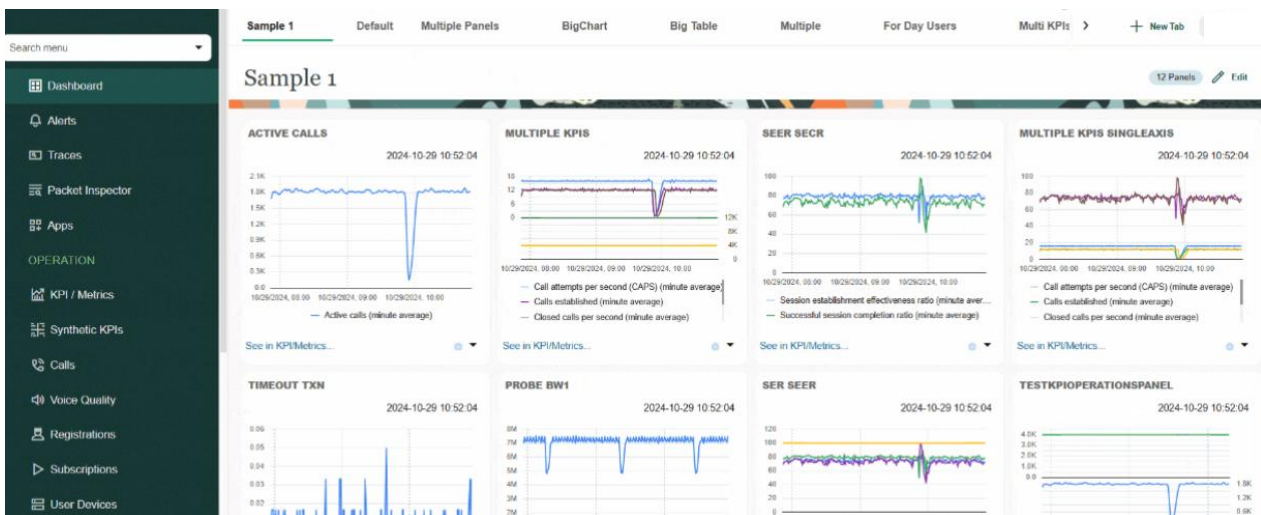 Search menu
Dashboard
Alerts
Traces
Packet Inspector
Apps
OPERATION
KPI / Metrics
Synthetic KPIs
Calls
Voice Quality
Registrations
Subscriptions
User Devices
Sample 1 Default Multiple Panels BigChart Big Table Multiple For Day Users Multi KPIs New Tab
Sample 1
12 Panels Edit
ACTIVE CALLS
2024-10-29 10:52:04
2.1K
1.8K
1.5K
1.2K
0.9K
0.6K
0.3K
0.0
10/29/2024, 08:00 10/29/2024, 09:00 10/29/2024, 10:00
Active calls (minute average)
See in KPI/Metrics...
MULTIPLE KPIS
2024-10-29 10:52:04
18
12
6
0
12K
8K
4K
0
10/29/2024, 08:00 10/29/2024, 09:00 10/29/2024, 10:00
Call attempts per second (CAPS) (minute average)
Calls established (minute average)
Closed calls per second (minute average)
See in KPI/Metrics...
SEER SECR
2024-10-29 10:52:04
100
80
60
40
20
0
10/29/2024, 08:00 10/29/2024, 09:00 10/29/2024, 10:00
Session establishment effectiveness ratio (minute aver...
Successful session completion ratio (minute average)
See in KPI/Metrics...
MULTIPLE KPIS SINGLEAXIS
2024-10-29 10:52:04
100
80
60
40
20
0
10/29/2024, 08:00 10/29/2024, 09:00 10/29/2024, 10:00
Call attempts per second (CAPS) (minute average)
Calls established (minute average)
Closed calls per second (minute average)
See in KPI/Metrics...
TIMEOUT TXN
2024-10-29 10:52:04
0.06
0.05
0.04
0.03
0.02
PROBE BW1
2024-10-29 10:52:04
8M
7M
6M
5M
4M
3M
2M
SER SEER
2024-10-29 10:52:04
120
100
80
60
40
20
0
TESTKPIOPERATIONSPANEL
2024-10-29 10:52:04
4.0K
3.0K
2.0K
1.0K
0.0
1.8K
1.2K
0.6K